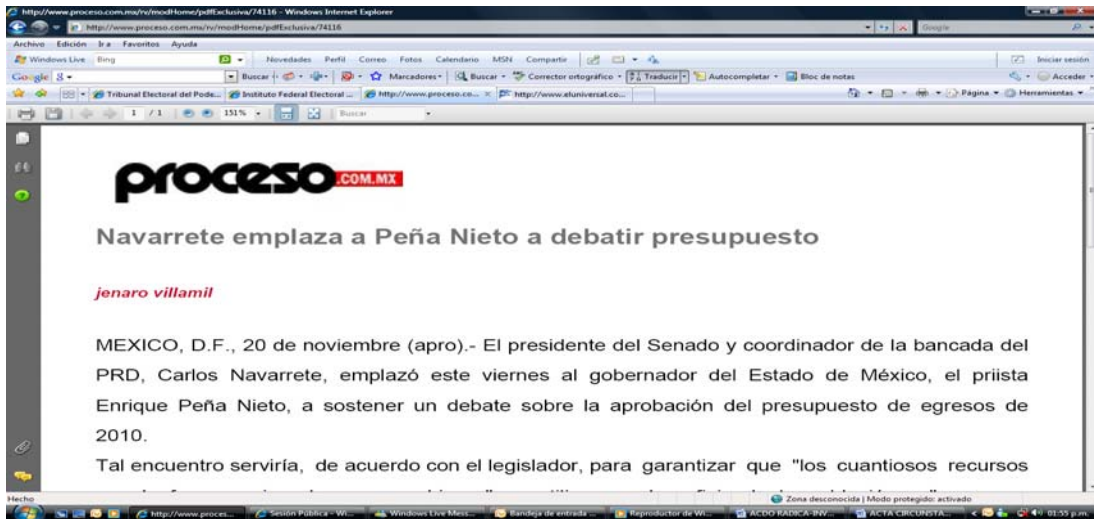 http://www.proceso.com.mx/rv/modHome/pdfExclusiva/74116 - Windows Internet Explorer
http://www.proceso.com.mx/rv/modHome/pdfExclusiva/74116 Google
Archivo Edición Ir a Favoritos Ayuda
Windows Live Bing Novedades Perfil Correo Fotos Calendario MSN Compartir Iniciar sesión
Google Buscar Marcadores Buscar Corrector ortográfico Traducir Autocompletar Bloc de notas Acceder
Tribunal Electoral del Pode... Instituto Federal Electoral ... http://www.proceso.co... http://www.eluniversal.co... Página Herramientas
1 / 1 151% Buscar
proceso.COM.MX
Navarrete emplaza a Peña Nieto a debatir presupuesto
jenaro villamil
MEXICO, D.F., 20 de noviembre (apro).- El presidente del Senado y coordinador de la bancada del
PRD, Carlos Navarrete, emplazó este viernes al gobernador del Estado de México, el priista
Enrique Peña Nieto, a sostener un debate sobre la aprobación del presupuesto de egresos de
2010.
Tal encuentro serviría, de acuerdo con el legislador, para garantizar que "los cuantiosos recursos
Hecho Zona desconocida | Modo protegido: activado
http://www.proces... Sesión Pública - Wi... Windows Live Mess... Bandeja de entrada ... Reproductor de Wi... ACDO RADICA-INV... ACTA CIRCUNSTA... 01:55 p.m.